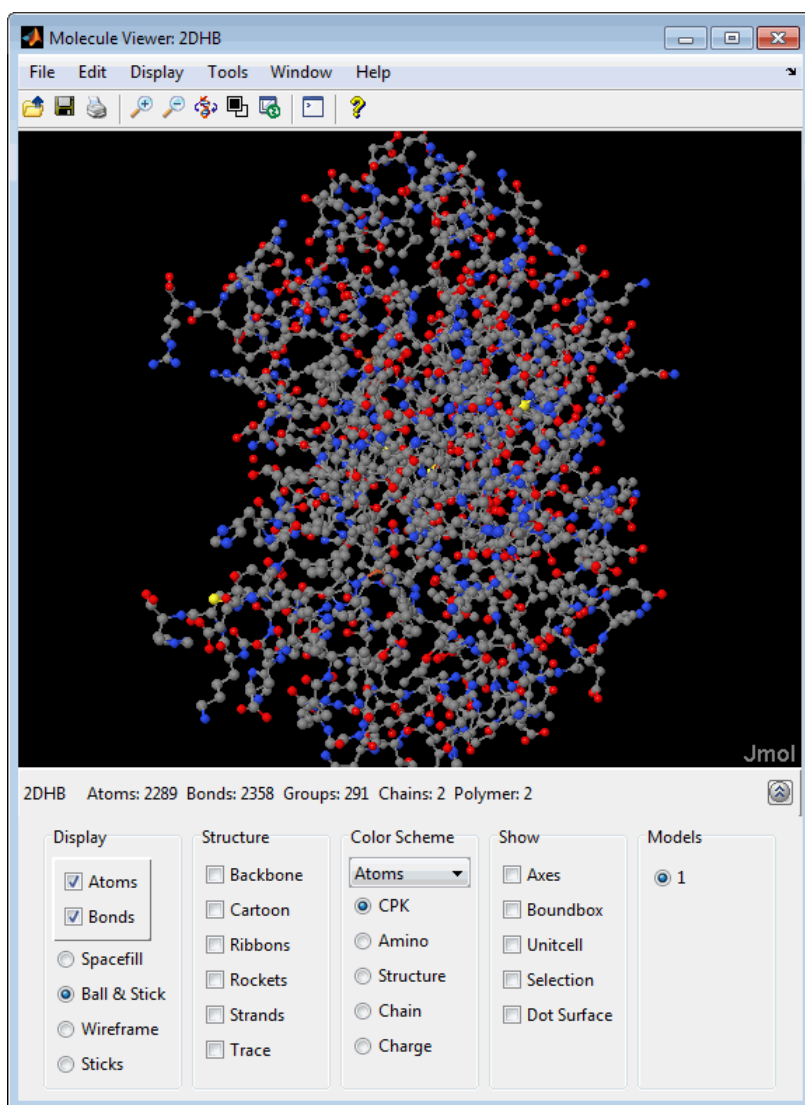 Molecule Viewer: 2DHB
File Edit Display Tools Window Help
Jmol
2DHB Atoms: 2289 Bonds: 2358 Groups: 291 Chains: 2 Polymer: 2
Display
Atoms
Bonds
Spacefill
Ball & Stick
Wireframe
Sticks
Structure
Backbone
Cartoon
Ribbons
Rockets
Strands
Trace
Color Scheme
Atoms
CPK
Amino
Structure
Chain
Charge
Show
Axes
Boundbox
Unitcell
Selection
Dot Surface
Models
1